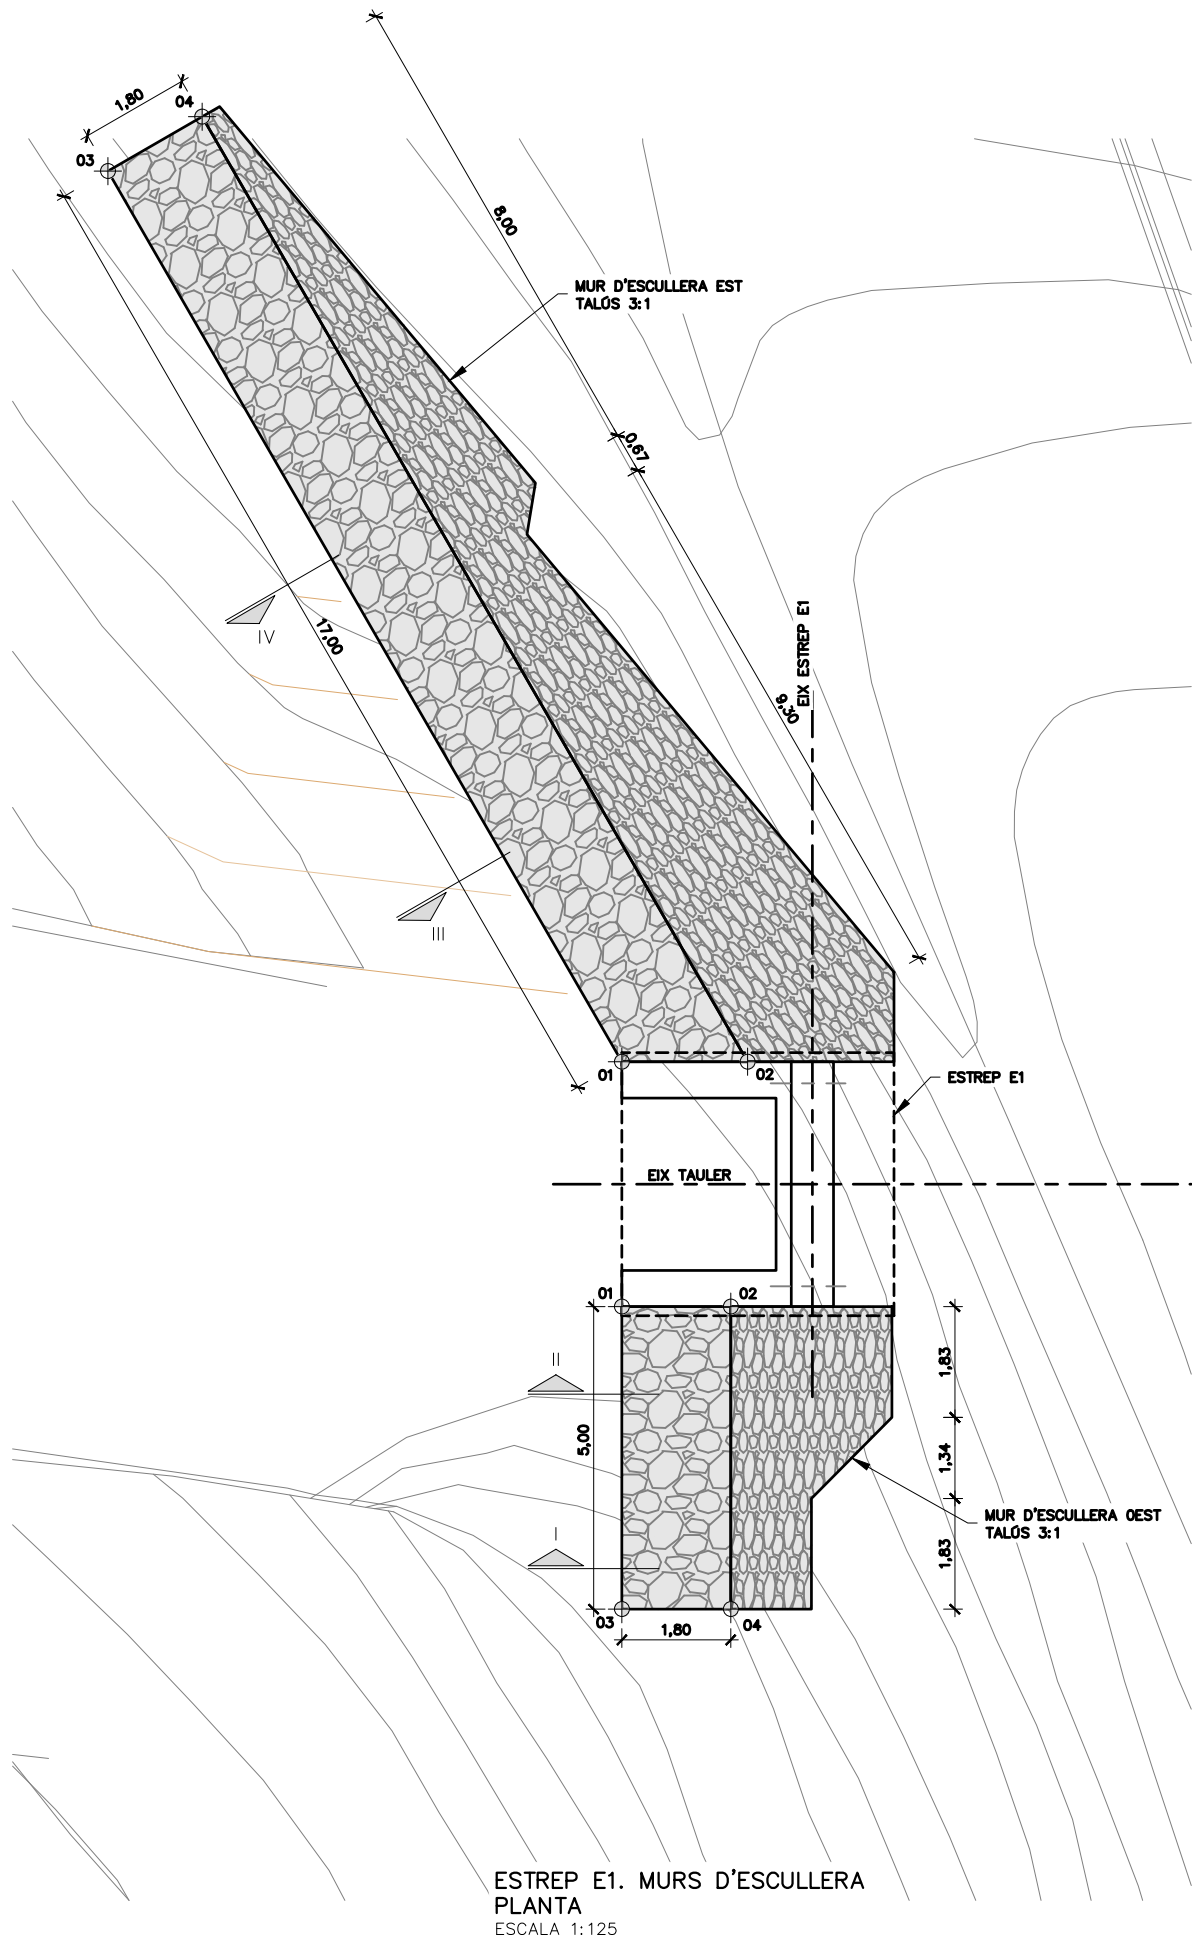 1,80
04
03
8,00
MUR D'ESCULLERA EST
TALÚS 3:1
0,67
EIX ESTREP E1
IV
17,00
9,30
III
01
02
ESTREP E1
EIX TAULER
01
02
II
1,83
5,00
1,34
MUR D'ESCULLERA OEST
TALÚS 3:1
I
1,83
03
04
1,80
ESTREP E1. MURS D'ESCULLERA
PLANTA
ESCALA 1:125